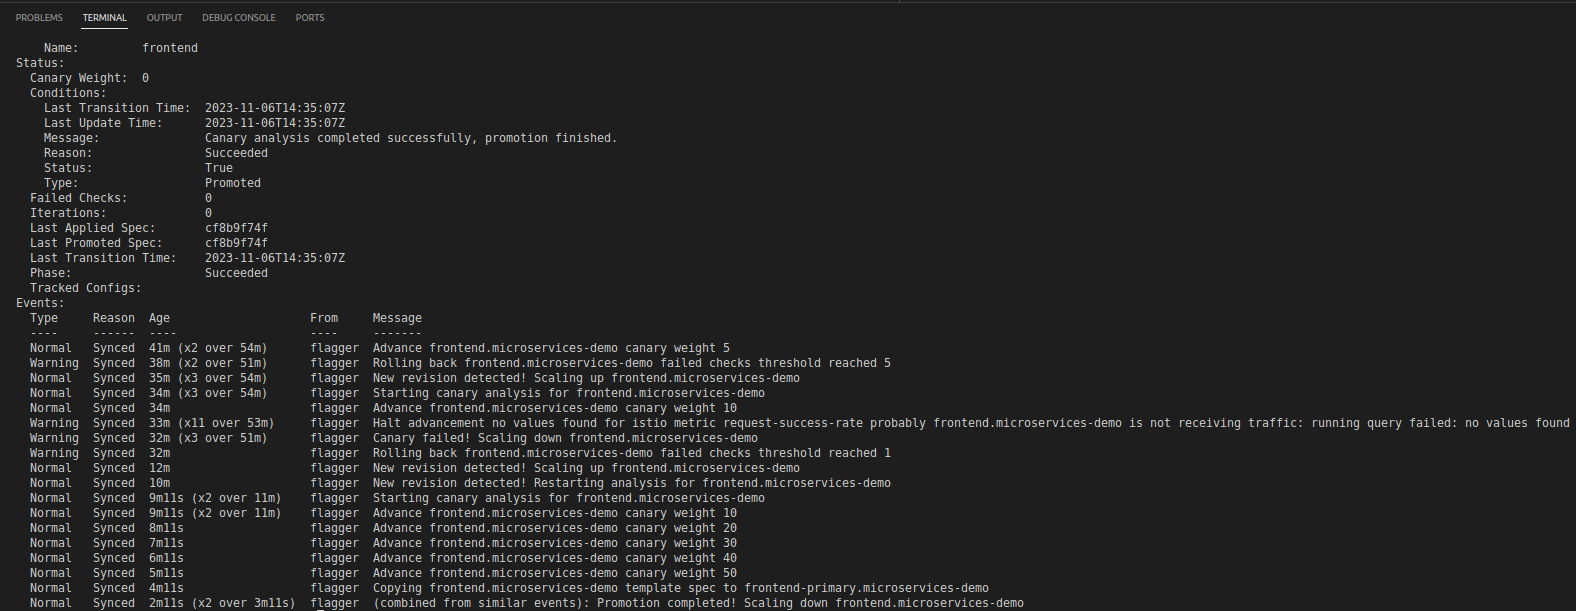 PROBLEMS TERMINAL OUTPUT DEBUG CONSOLE PORTS
Name: frontend
Status:
Canary Weight: 0
Conditions:
Last Transition Time: 2023-11-06T14:35:07Z
Last Update Time: 2023-11-06T14:35:07Z
Message: Canary analysis completed successfully, promotion finished.
Reason: Succeeded
Status: True
Type: Promoted
Failed Checks: 0
Iterations: 0
Last Applied Spec: cf8b9f74f
Last Promoted Spec: cf8b9f74f
Last Transition Time: 2023-11-06T14:35:07Z
Phase: Succeeded
Tracked Configs:
Events:
Type Reason Age From Message
---- ------ ---- ---- -------
Normal Synced 41m (x2 over 54m) flagger Advance frontend.microservices-demo canary weight 5
Warning Synced 38m (x2 over 51m) flagger Rolling back frontend.microservices-demo failed checks threshold reached 5
Normal Synced 35m (x3 over 54m) flagger New revision detected! Scaling up frontend.microservices-demo
Normal Synced 34m (x3 over 54m) flagger Starting canary analysis for frontend.microservices-demo
Normal Synced 34m flagger Advance frontend.microservices-demo canary weight 10
Warning Synced 33m (x11 over 53m) flagger Halt advancement no values found for istio metric request-success-rate probably frontend.microservices-demo is not receiving traffic: running query failed: no values found
Warning Synced 32m (x3 over 51m) flagger Canary failed! Scaling down frontend.microservices-demo
Warning Synced 32m flagger Rolling back frontend.microservices-demo failed checks threshold reached 1
Normal Synced 12m flagger New revision detected! Scaling up frontend.microservices-demo
Normal Synced 10m flagger New revision detected! Restarting analysis for frontend.microservices-demo
Normal Synced 9m11s (x2 over 11m) flagger Starting canary analysis for frontend.microservices-demo
Normal Synced 9m11s (x2 over 11m) flagger Advance frontend.microservices-demo canary weight 10
Normal Synced 8m11s flagger Advance frontend.microservices-demo canary weight 20
Normal Synced 7m11s flagger Advance frontend.microservices-demo canary weight 30
Normal Synced 6m11s flagger Advance frontend.microservices-demo canary weight 40
Normal Synced 5m11s flagger Advance frontend.microservices-demo canary weight 50
Normal Synced 4m11s flagger Copying frontend.microservices-demo template spec to frontend-primary.microservices-demo
Normal Synced 2m11s (x2 over 3m11s) flagger (combined from similar events): Promotion completed! Scaling down frontend.microservices-demo